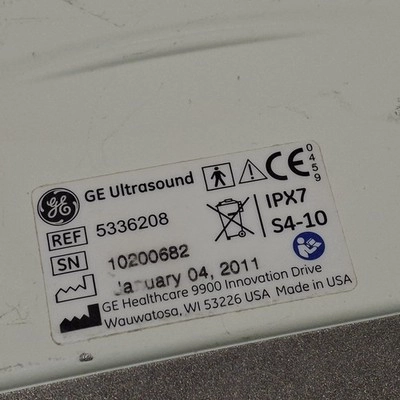 GE GE Ultrasound CE 0459
REF 5336208 IPX7
SN 10200682 S4-10
January 04, 2011
GE Healthcare 9900 Innovation Drive
Wauwatosa, WI 53226 USA Made in USA